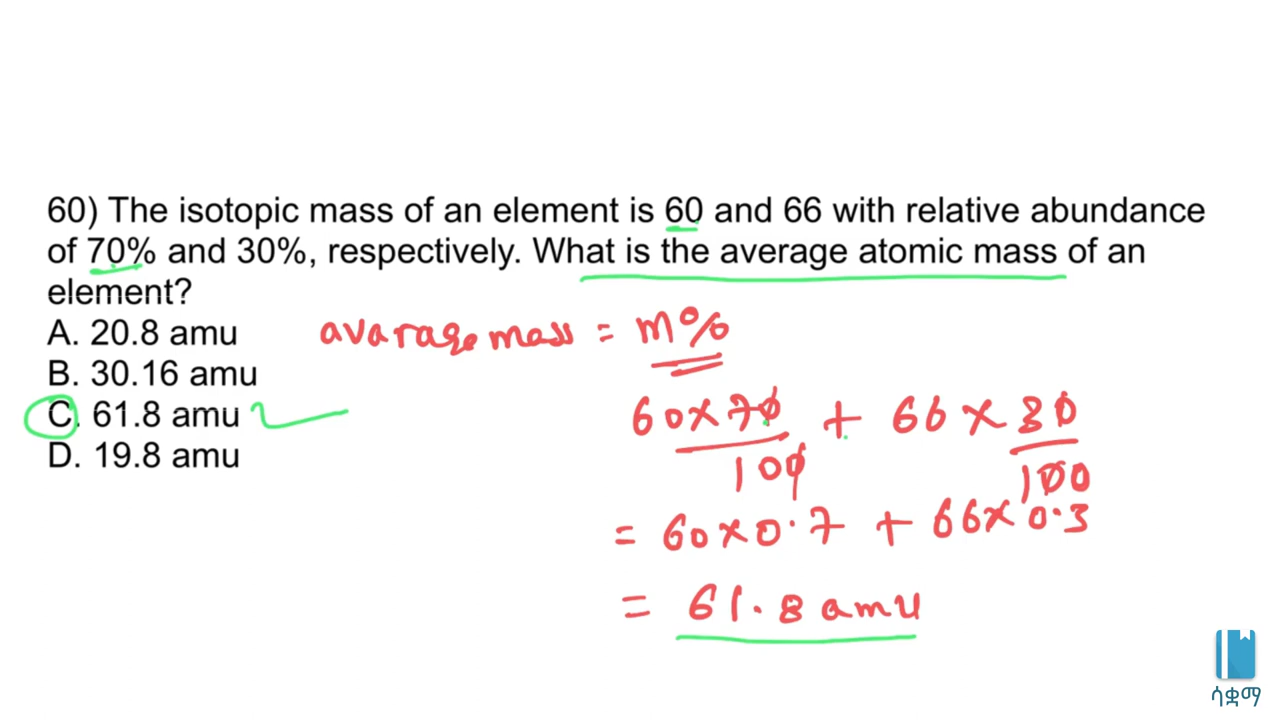 60) The isotopic mass of an element is 60 and 66 with relative abundance
of 70% and 30%, respectively. What is the average atomic mass of an
element?
A. 20.8 amu
B. 30.16 amu
C. 61.8 amu
D. 19.8 amu
avarage mass = m%
60 x 70/100 + 66 x 30/100
= 60 x 0.7 + 66 x 0.3
= 61.8 amu
ሳቋማ